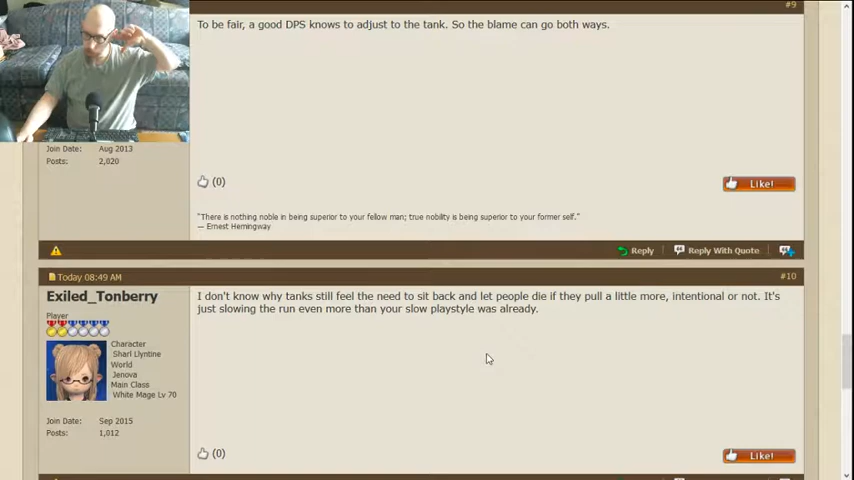 #9
To be fair, a good DPS knows to adjust to the tank. So the blame can go both ways.
Join Date: Aug 2013
Posts: 2,020
(0)
Like!
"There is nothing noble in being superior to your fellow man; true nobility is being superior to your former self."
— Ernest Hemingway
Reply Reply With Quote
Today 08:49 AM #10
Exiled_Tonberry
Player
Character
Sharl Llyntine
World
Jenova
Main Class
White Mage Lv 70
Join Date: Sep 2015
Posts: 1,012
I don't know why tanks still feel the need to sit back and let people die if they pull a little more, intentional or not. It's
just slowing the run even more than your slow playstyle was already.
(0)
Like!